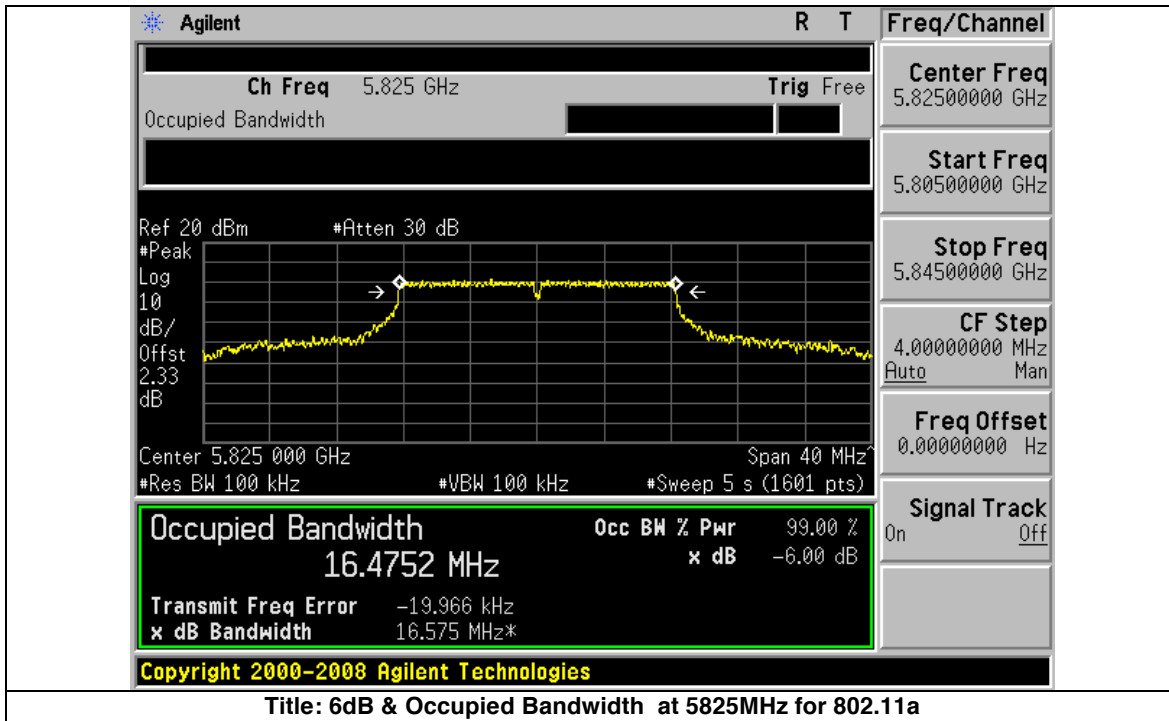 Agilent R T
Freq/Channel
Ch Freq 5.825 GHz Trig Free
Occupied Bandwidth
Center Freq
5.82500000 GHz
Start Freq
5.80500000 GHz
Stop Freq
5.84500000 GHz
CF Step
4.00000000 MHz
Auto Man
Freq Offset
0.00000000 Hz
Signal Track
On Off
Ref 20 dBm #Atten 30 dB
#Peak
Log
10
dB/
Offst
2.33
dB
Center 5.825 000 GHz Span 40 MHz^
#Res BW 100 kHz #VBW 100 kHz #Sweep 5 s (1601 pts)
Occupied Bandwidth Occ BW % Pwr 99.00 %
16.4752 MHz x dB -6.00 dB
Transmit Freq Error -19.966 kHz
x dB Bandwidth 16.575 MHz*
Copyright 2000-2008 Agilent Technologies
Title: 6dB & Occupied Bandwidth at 5825MHz for 802.11a